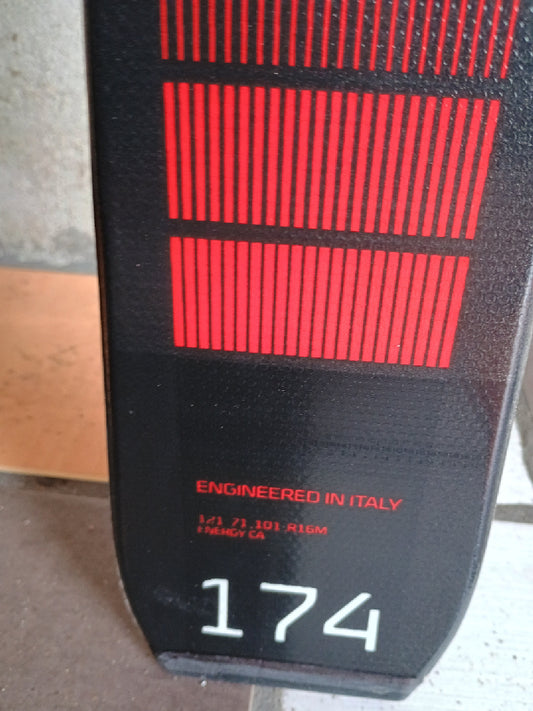 ENGINEERED IN ITALY
121 71 101 R16M
ENERGY CA
174